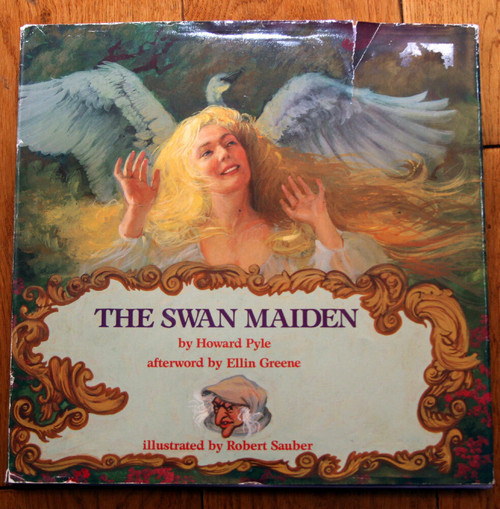 THE SWAN MAIDEN
by Howard Pyle
afterword by Ellin Greene
illustrated by Robert Sauber